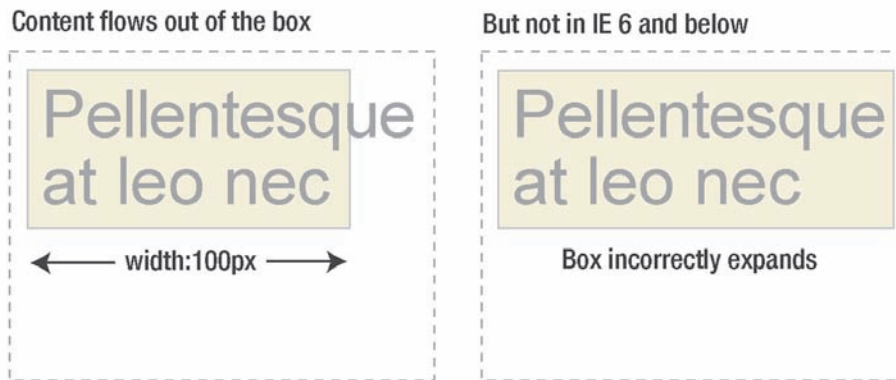 Content flows out of the box
Pellentesque
at leo nec
width:100px
But not in IE 6 and below
Pellentesque
at leo nec
Box incorrectly expands